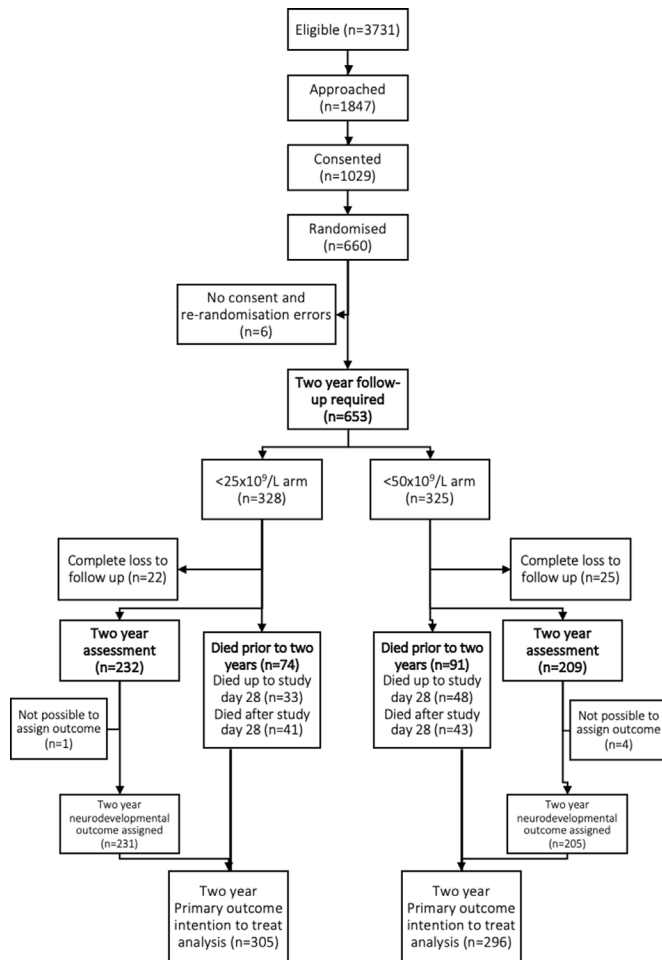 Eligible (n=3731)
Approached
(n=1847)
Consented
(n=1029)
Randomised
(n=660)
No consent and
re-randomisation errors
(n=6)
Two year follow-
up required
(n=653)
<25x10⁹/L arm
(n=328)
<50x10⁹/L arm
(n=325)
Complete loss to
follow up (n=22)
Complete loss to
follow up (n=25)
Two year
assessment
(n=232)
Died prior to two
years (n=74)
Died up to study
day 28 (n=33)
Died after study
day 28 (n=41)
Died prior to two
years (n=91)
Died up to study
day 28 (n=48)
Died after study
day 28 (n=43)
Two year
assessment
(n=209)
Not possible to
assign outcome
(n=1)
Not possible to
assign outcome
(n=4)
Two year
neurodevelopmental
outcome assigned
(n=231)
Two year
neurodevelopmental
outcome assigned
(n=205)
Two year
Primary outcome
intention to treat
analysis (n=305)
Two year
Primary outcome
intention to treat
analysis (n=296)